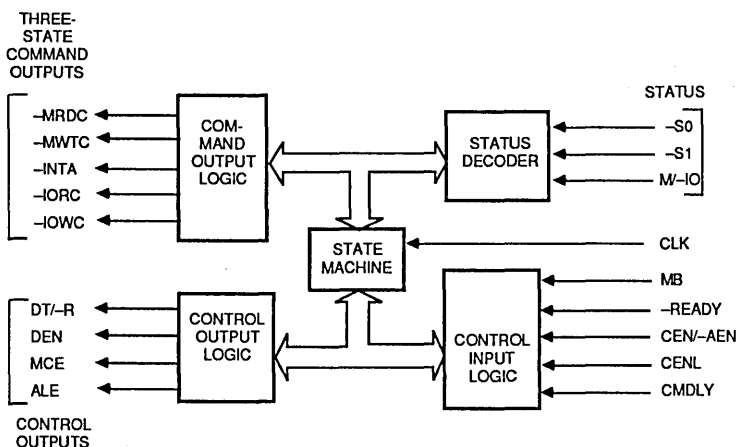 THREE-
STATE
COMMAND
OUTPUTS
–MRDC
–MWTC
–INTA
–IORC
–IOWC
COM-
MAND
OUTPUT
LOGIC
STATUS
DECODER
STATUS
–S0
–S1
M/–IO
STATE
MACHINE
CLK
DT/–R
DEN
MCE
ALE
CONTROL
OUTPUTS
CONTROL
OUTPUT
LOGIC
CONTROL
INPUT
LOGIC
MB
–READY
CEN/–AEN
CENL
CMDLY